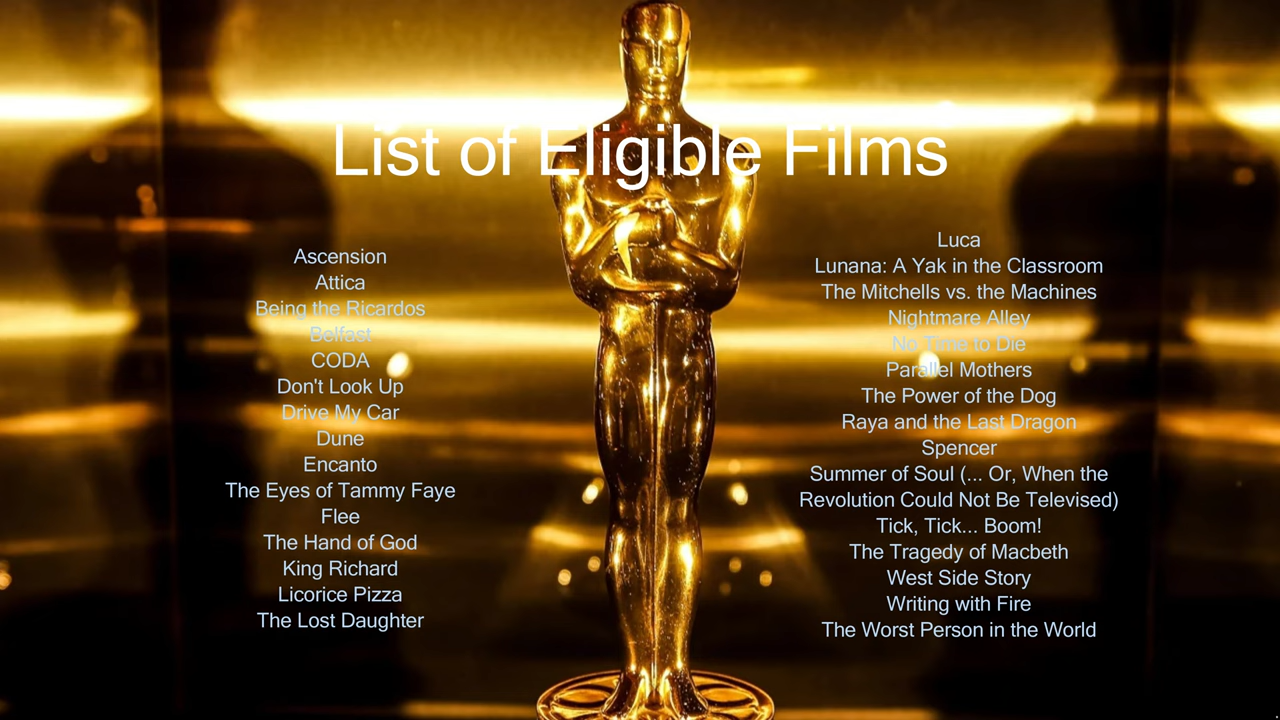 List of Eligible Films
Ascension
Attica
Being the Ricardos
Belfast
CODA
Don't Look Up
Drive My Car
Dune
Encanto
The Eyes of Tammy Faye
Flee
The Hand of God
King Richard
Licorice Pizza
The Lost Daughter
Luca
Lunana: A Yak in the Classroom
The Mitchells vs. the Machines
Nightmare Alley
No Time to Die
Parallel Mothers
The Power of the Dog
Raya and the Last Dragon
Spencer
Summer of Soul (... Or, When the
Revolution Could Not Be Televised)
Tick, Tick... Boom!
The Tragedy of Macbeth
West Side Story
Writing with Fire
The Worst Person in the World